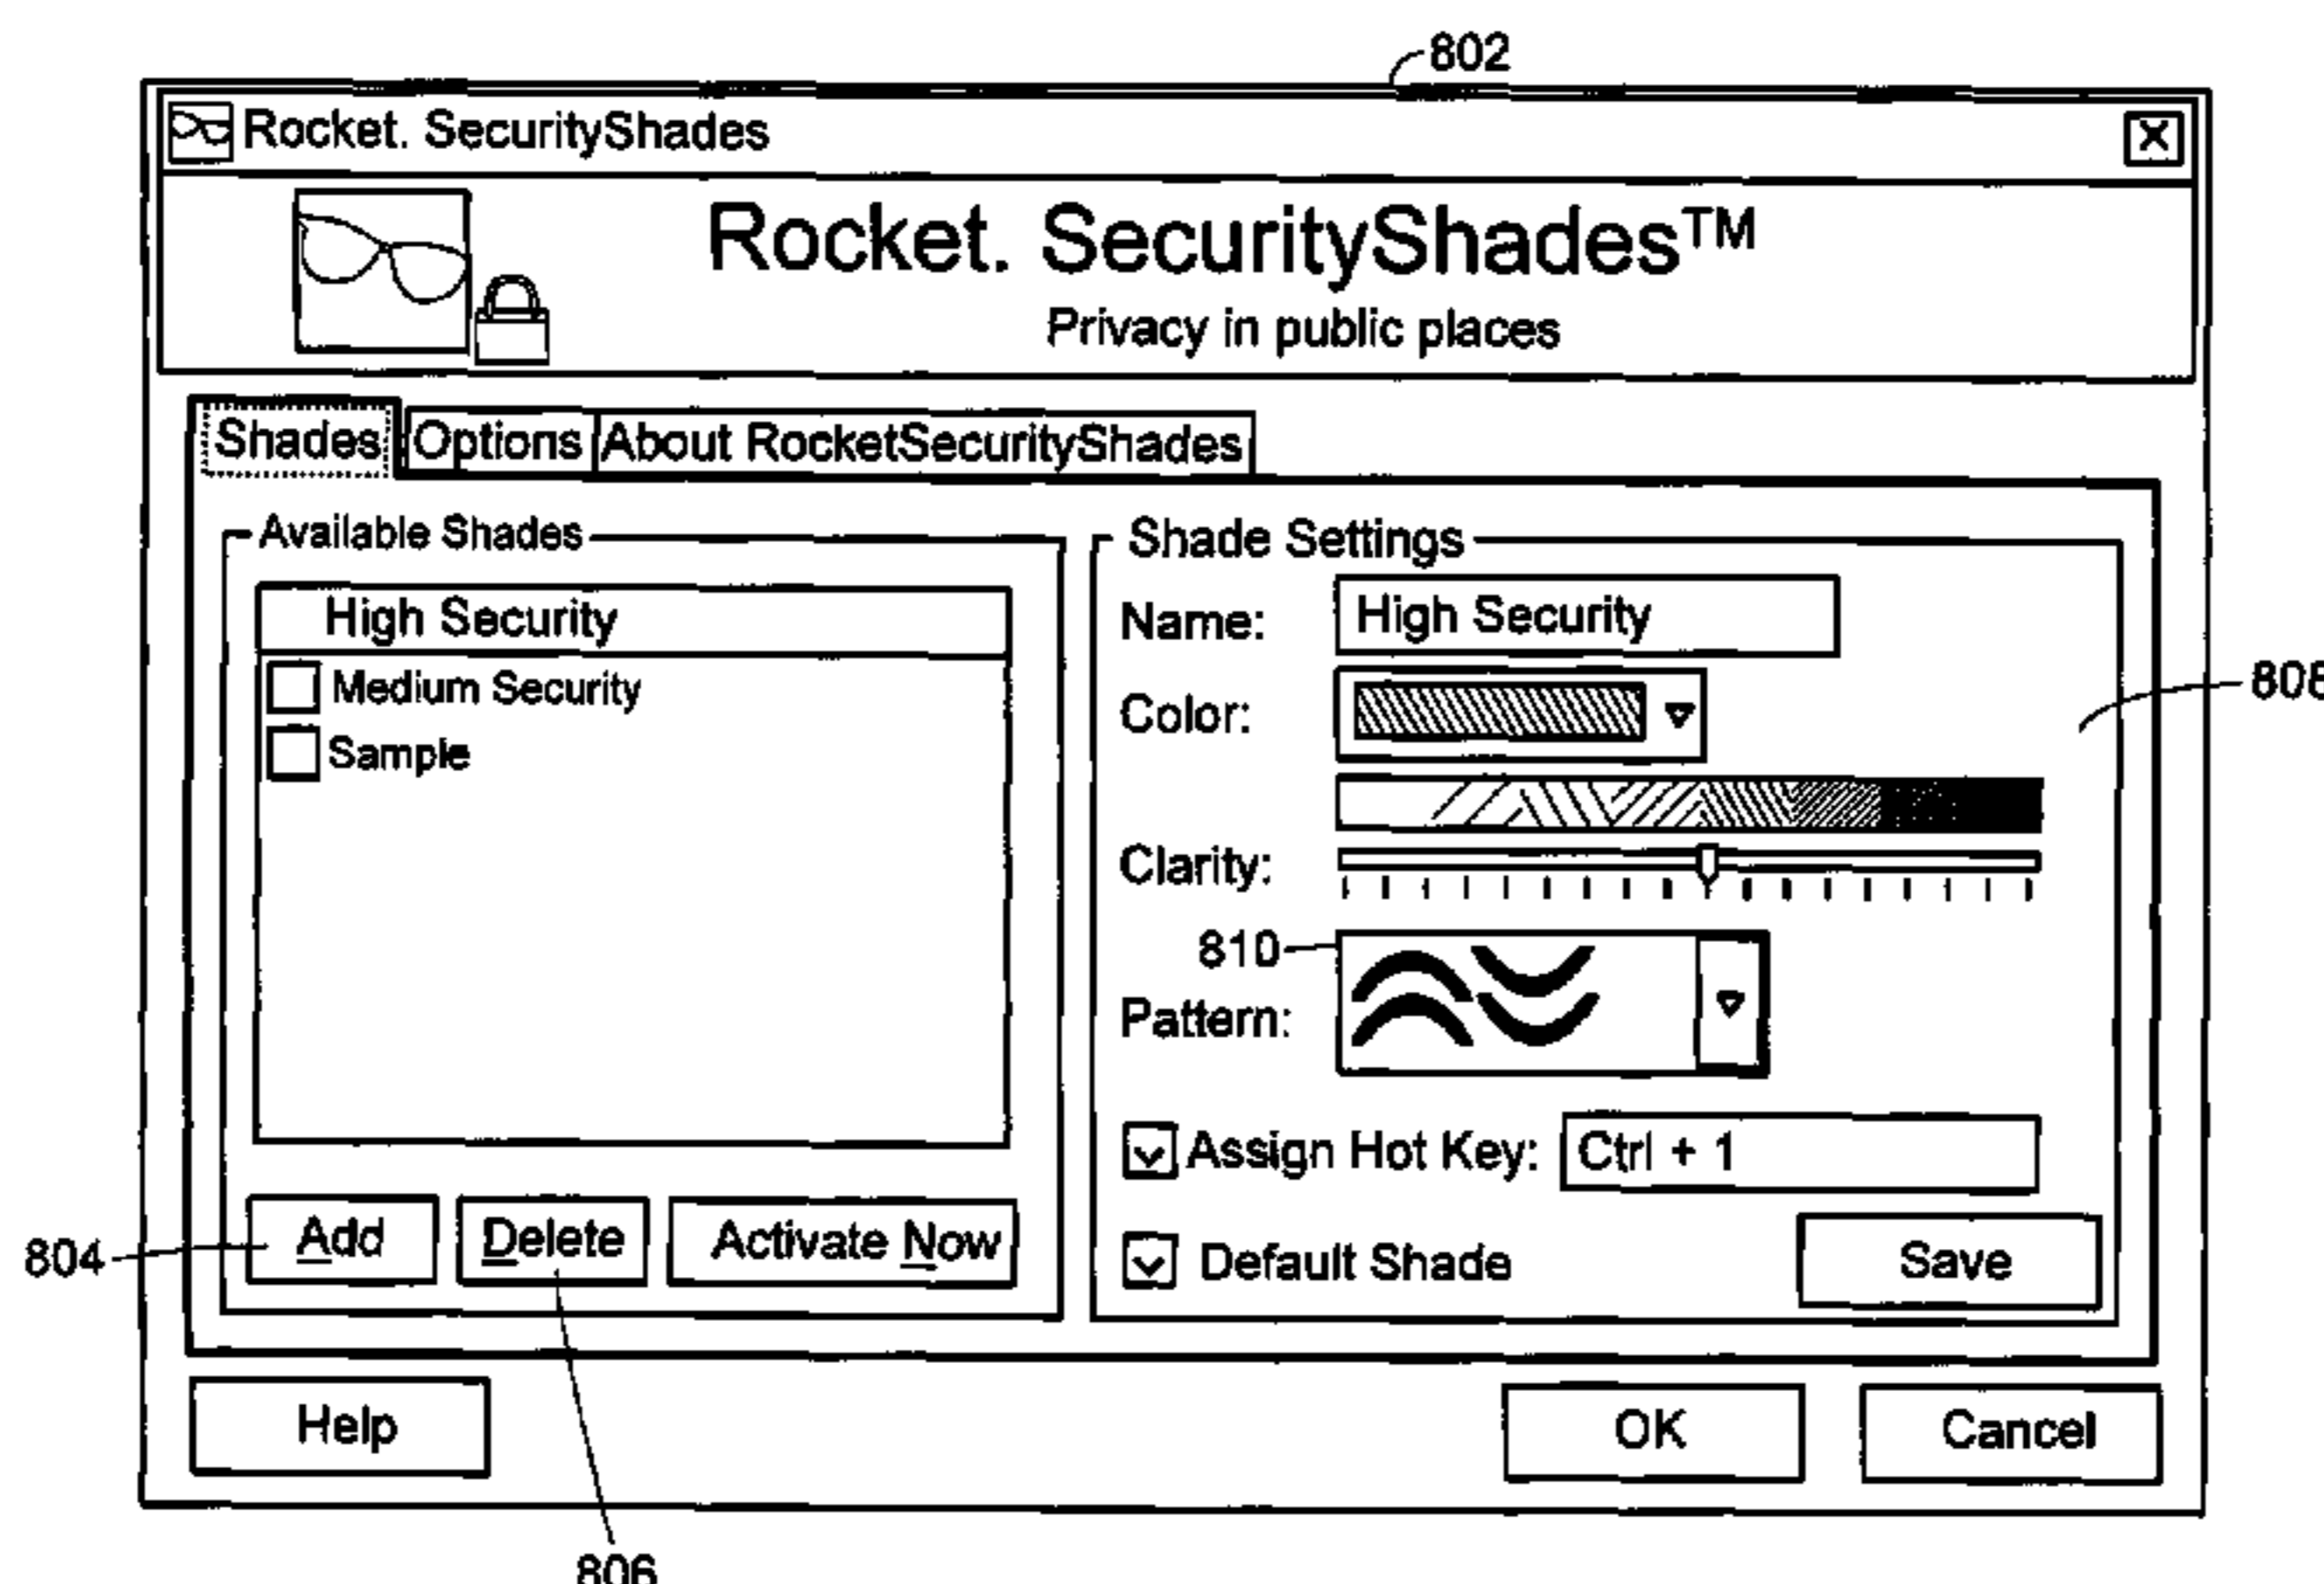 802
Rocket. SecurityShades
Rocket. SecurityShades™
Privacy in public places
Shades Options About RocketSecurityShades
Available Shades
High Security
Medium Security
Sample
804
Add Delete Activate Now
806
Shade Settings
Name: High Security
Color:
808
Clarity:
810
Pattern:
Assign Hot Key: Ctrl + 1
Default Shade Save
Help OK Cancel